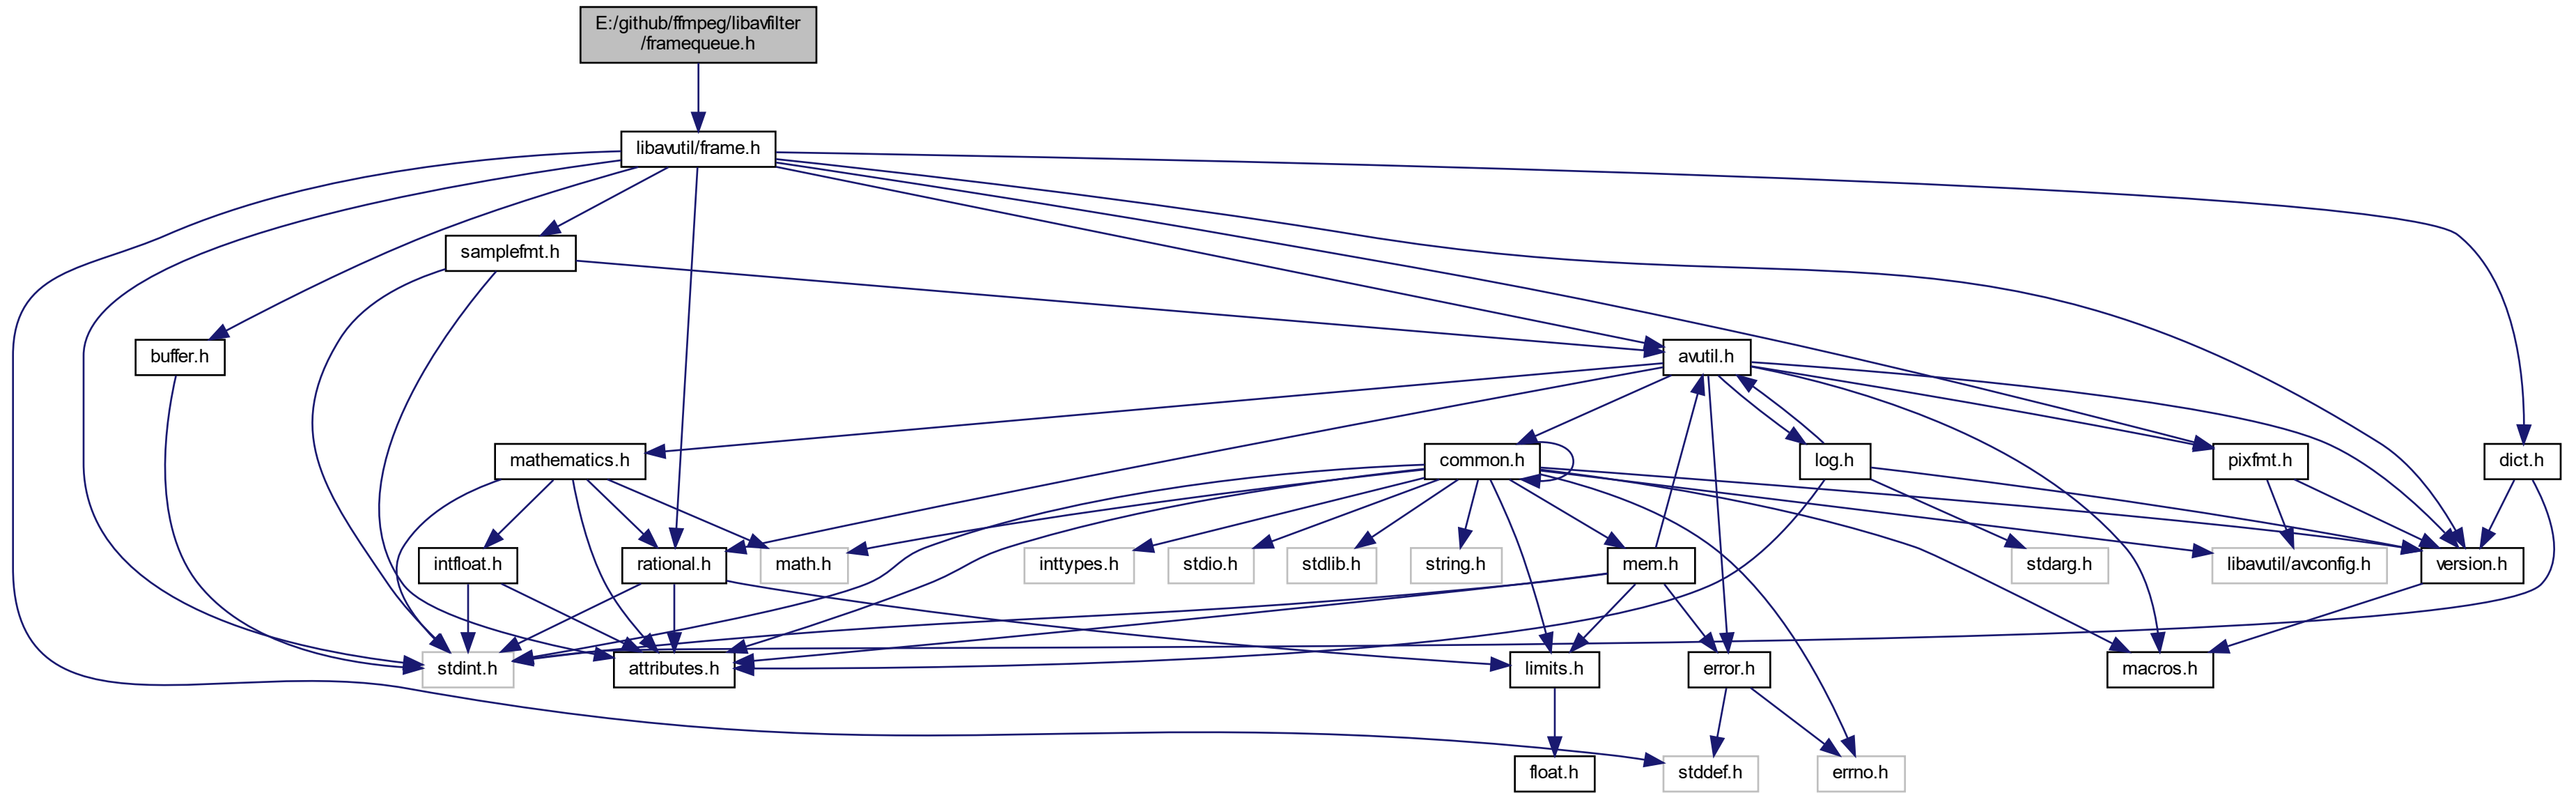 E:/github/ffmpeg/libavfilter
/framequeue.h
libavutil/frame.h
samplefmt.h
buffer.h
avutil.h
mathematics.h
common.h
log.h
pixfmt.h
dict.h
intfloat.h
rational.h
math.h
inttypes.h
stdio.h
stdlib.h
string.h
mem.h
stdarg.h
libavutil/avconfig.h
version.h
stdint.h
attributes.h
limits.h
error.h
macros.h
float.h
stddef.h
errno.h